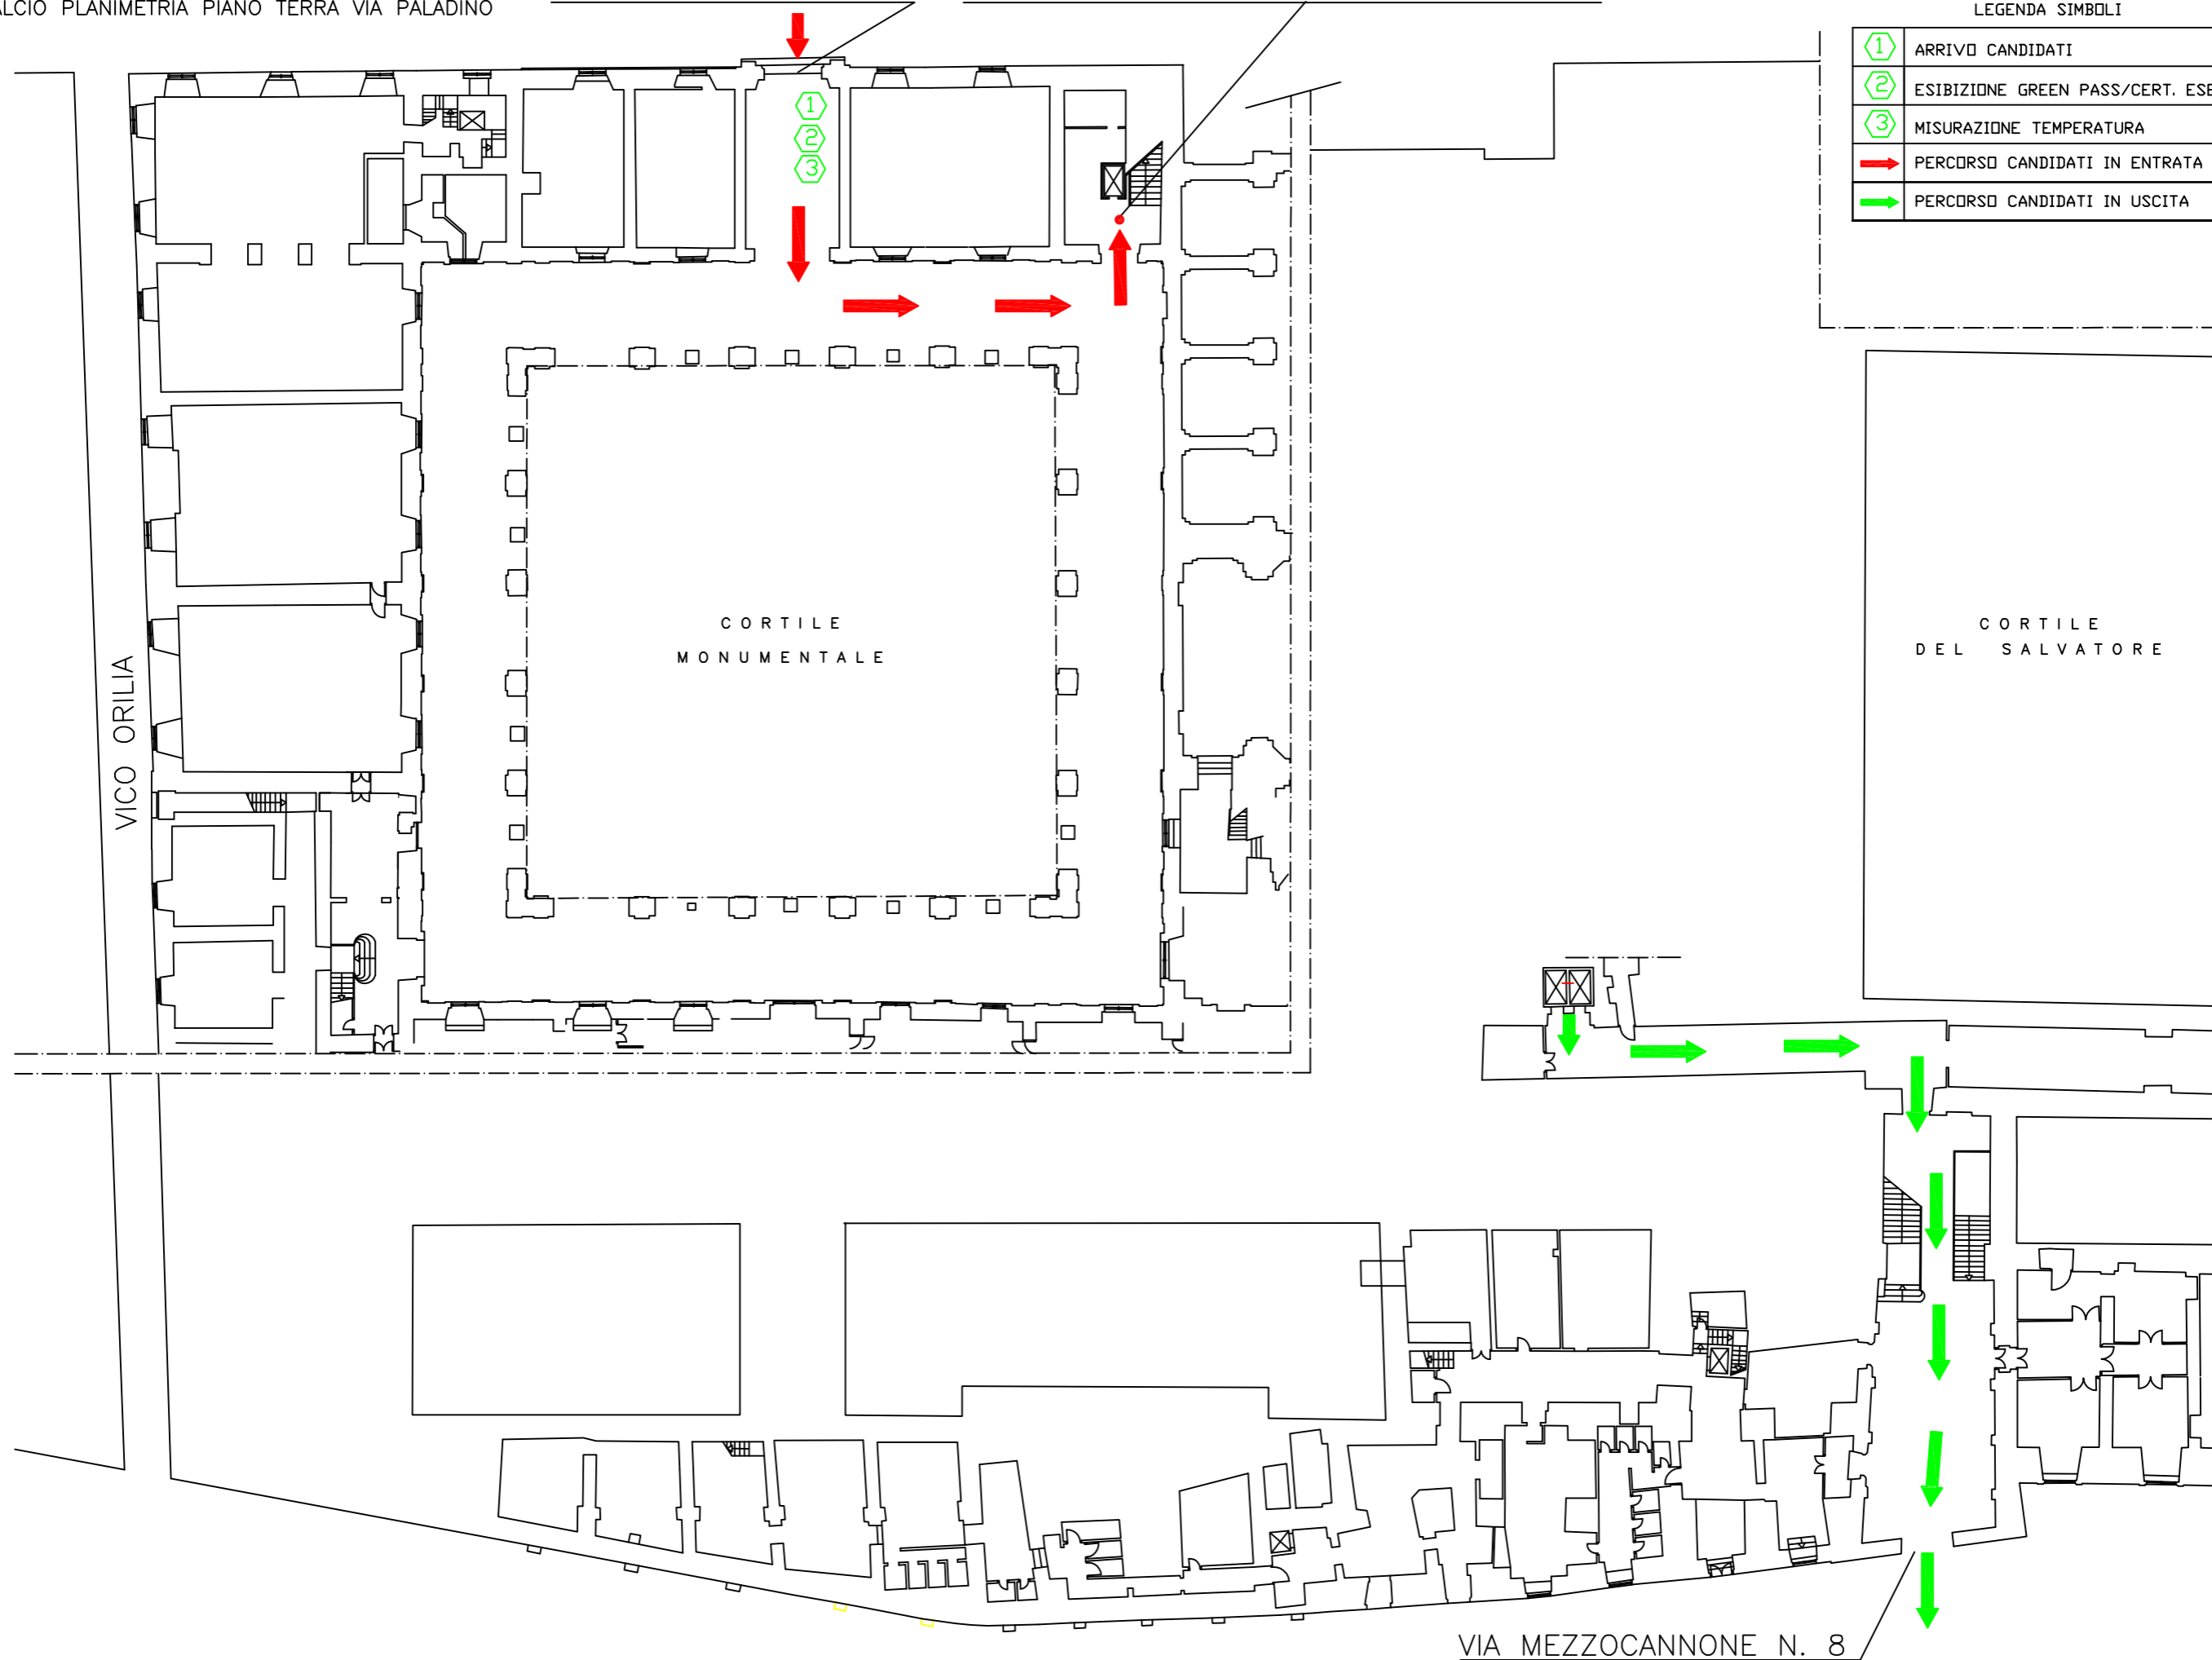 PLANIMETRIA PIANO TERRA VIA PALADINO
LEGENDA SIMBOLI
1 ARRIVO CANDIDATI
2 ESIBIZIONE GREEN PASS/CERT.
3 MISURAZIONE TEMPERATURA
PERCORSO CANDIDATI IN ENTRATA
PERCORSO CANDIDATI IN USCITA
1
2
3
CORTILE
MONUMENTALE
CORTILE
DEL SALVATORE
VICO ORILIA
VIA MEZZOCANNONE N. 8